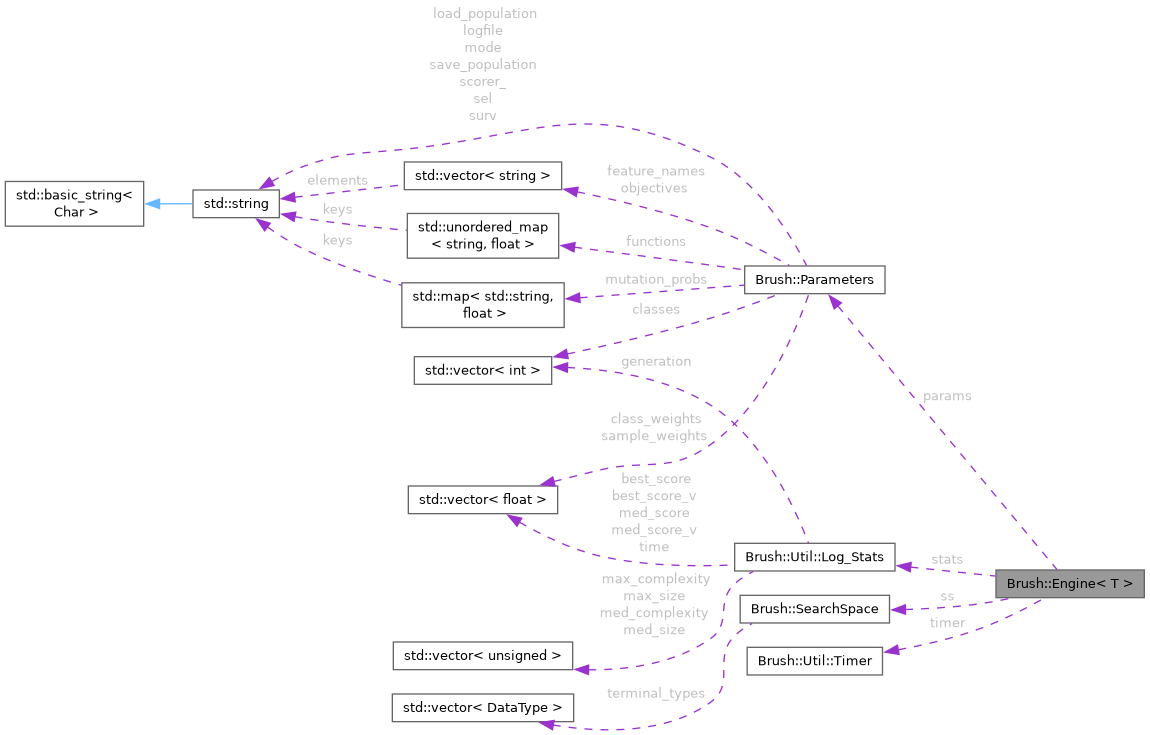 load_population
logfile
mode
save_population
scorer_
sel
surv
std::basic_string<
Char >
std::string
elements
keys
keys
std::vector< string >
std::unordered_map
< string, float >
std::map< std::string,
float >
std::vector< int >
feature_names
objectives
functions
mutation_probs
classes
generation
Brush::Parameters
params
class_weights
sample_weights
std::vector< float >
best_score
best_score_v
med_score
med_score_v
time
Brush::Util::Log_Stats
stats
Brush::Engine< T >
max_complexity
max_size
med_complexity
med_size
Brush::SearchSpace
ss
timer
std::vector< unsigned >
Brush::Util::Timer
terminal_types
std::vector< DataType >